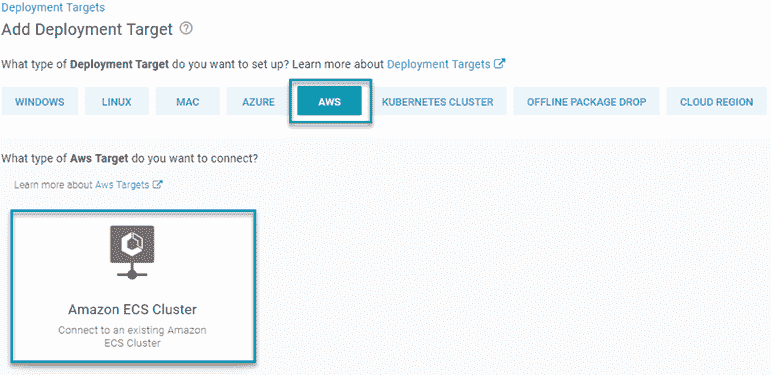 Deployment Targets
Add Deployment Target ?
What type of Deployment Target do you want to set up? Learn more about Deployment Targets
WINDOWS LINUX MAC AZURE AWS KUBERNETES CLUSTER OFFLINE PACKAGE DROP CLOUD REGION
What type of Aws Target do you want to connect?
Learn more about Aws Targets
Amazon ECS Cluster
Connect to an existing Amazon
ECS Cluster